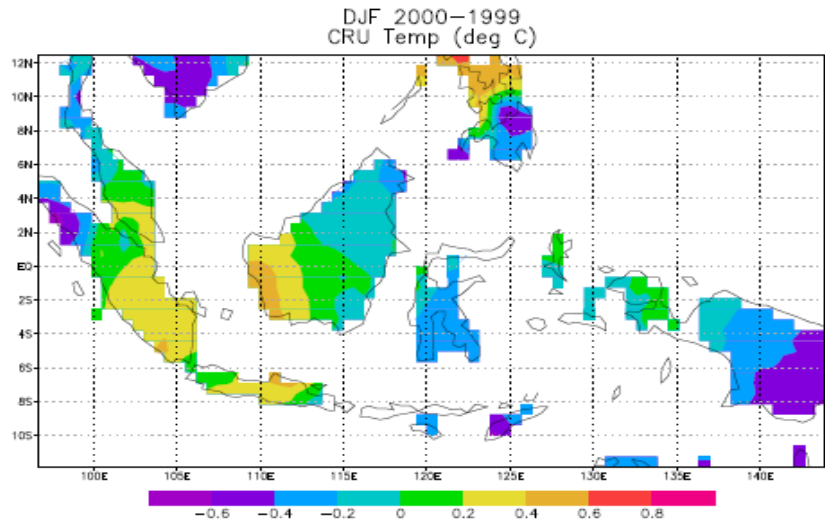 DJF 2000−1999
CRU Temp (deg C)
12N
10N
8N
6N
4N
2N
EQ
2S
4S
6S
8S
10S
100E 105E 110E 115E 120E 125E 130E 135E 140E
−0.6 −0.4 −0.2 0 0.2 0.4 0.6 0.8